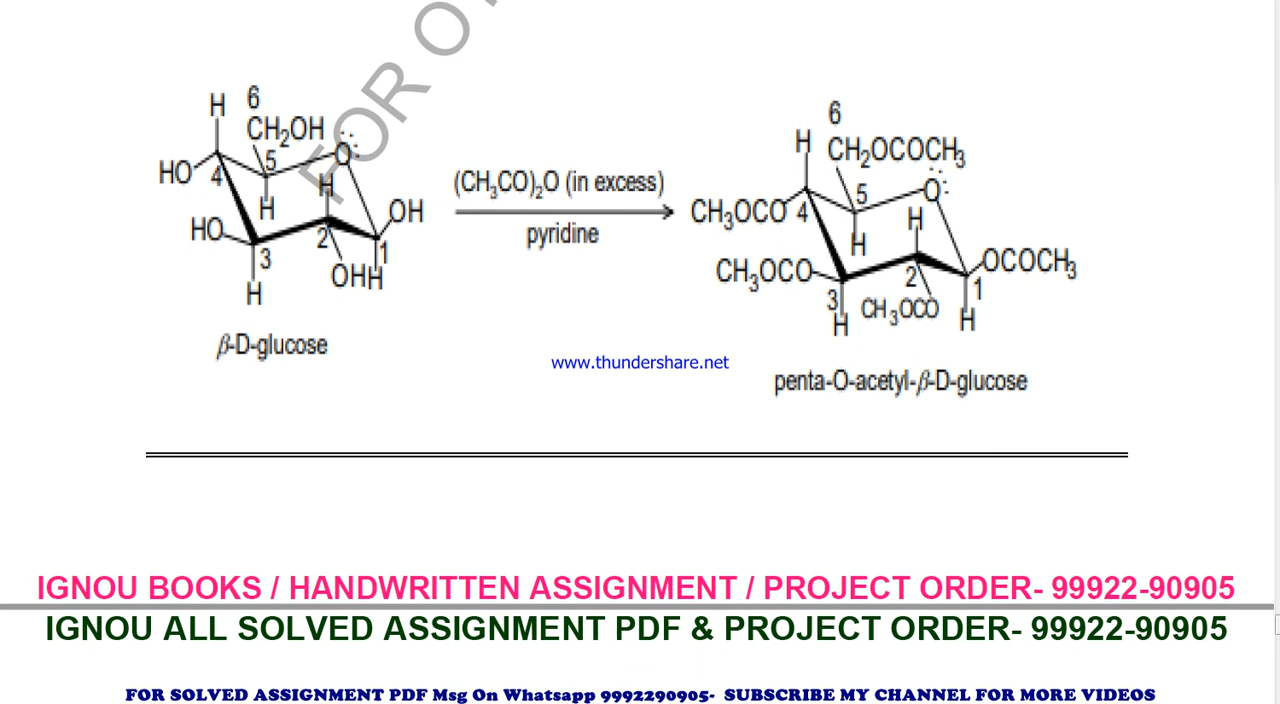 FOR O
H 6
CH₂OH
HO 4 5 O
H H
HO 2 1 OH
3 OHH
H
β-D-glucose
(CH₃CO)₂O (in excess)
pyridine
6
H CH₂OCOCH₃
CH₃OCO 4 5 O
H H
CH₃OCO 2 1 OCOCH₃
3 CH₃OCO
H H
penta-O-acetyl-β-D-glucose
www.thundershare.net
IGNOU BOOKS / HANDWRITTEN ASSIGNMENT / PROJECT ORDER- 99922-90905
IGNOU ALL SOLVED ASSIGNMENT PDF & PROJECT ORDER- 99922-90905
FOR SOLVED ASSIGNMENT PDF Msg On Whatsapp 9992290905- SUBSCRIBE MY CHANNEL FOR MORE VIDEOS